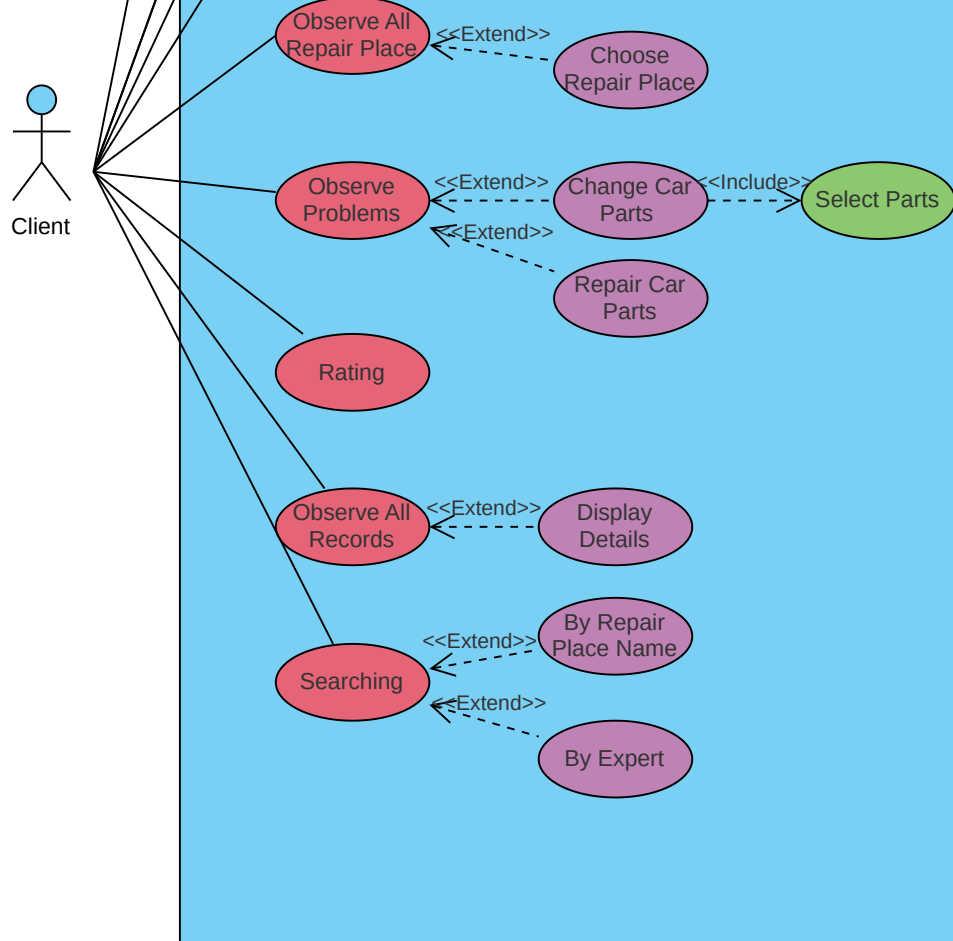 Observe All
Repair Place
<<Extend>>
Choose
Repair Place
Client
Observe
Problems
<<Extend>>
Change Car
Parts
<<Include>>
Select Parts
<<Extend>>
Repair Car
Parts
Rating
Observe All
Records
<<Extend>>
Display
Details
Searching
<<Extend>>
By Repair
Place Name
<<Extend>>
By Expert